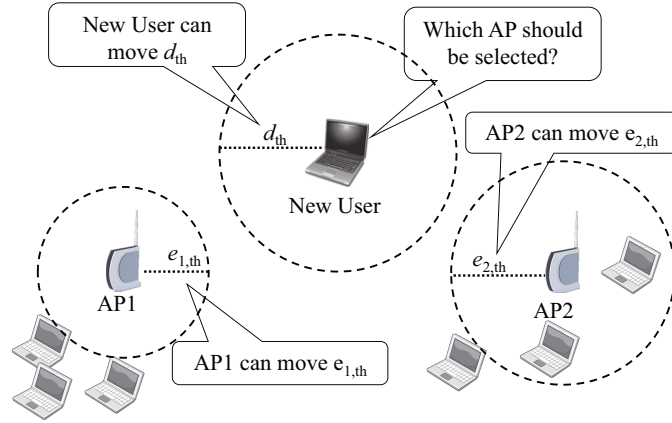 New User can
move d_th
Which AP should
be selected?
d_th
New User
AP2 can move e_2,th
e_1,th
AP1
e_2,th
AP2
AP1 can move e_1,th